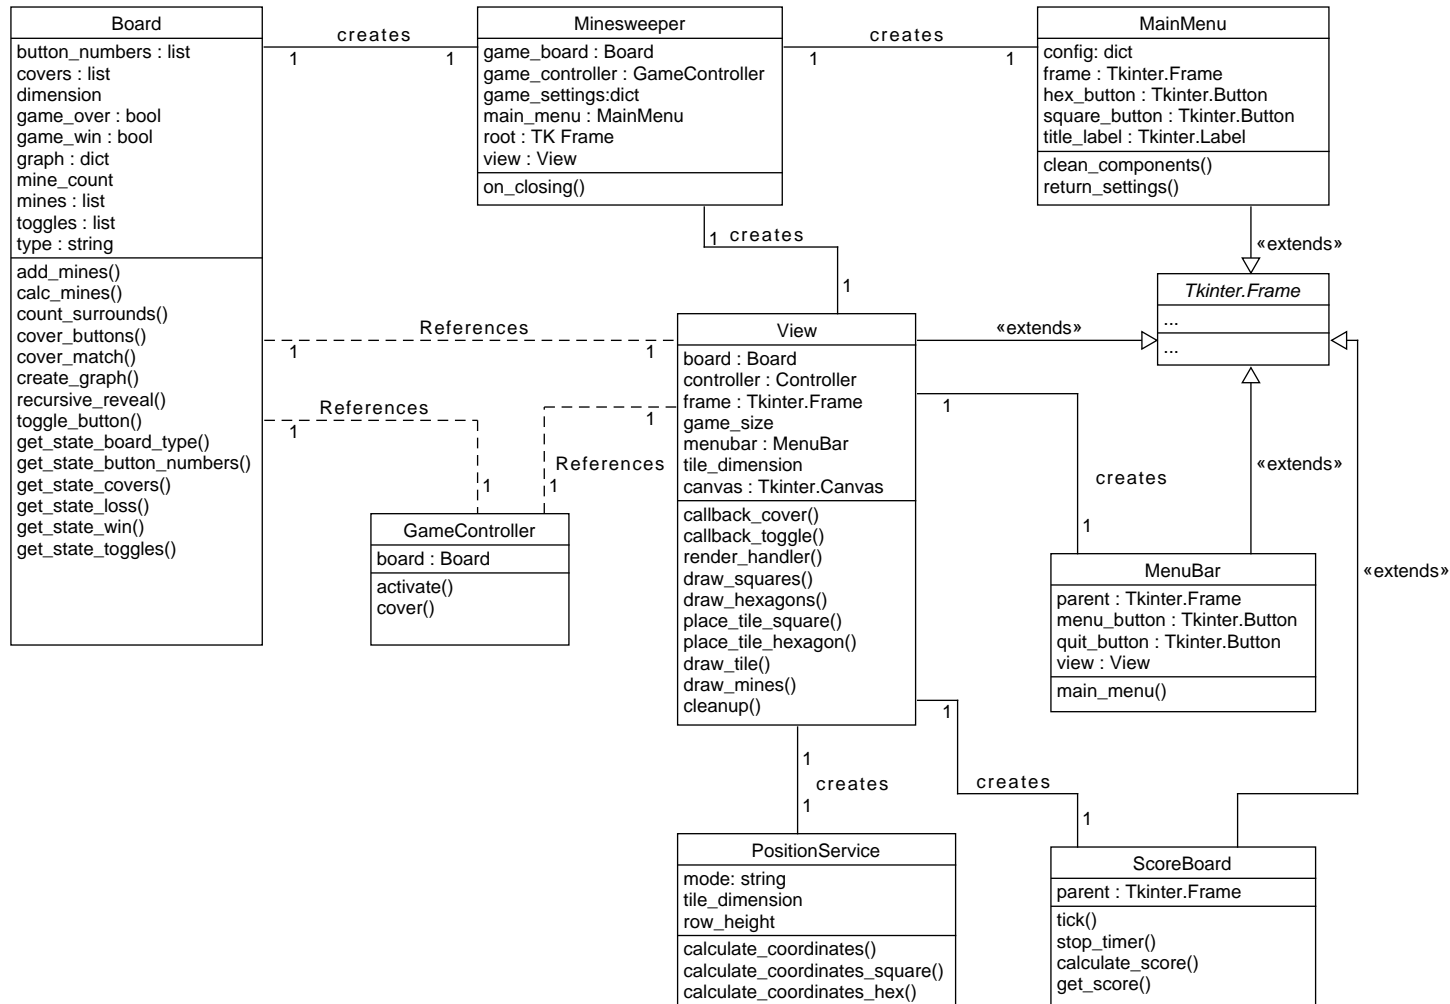 Board
button_numbers : list
covers : list
dimension
game_over : bool
game_win : bool
graph : dict
mine_count
mines : list
toggles : list
type : string
add_mines()
calc_mines()
count_surrounds()
cover_buttons()
cover_match()
create_graph()
recursive_reveal()
toggle_button()
get_state_board_type()
get_state_button_numbers()
get_state_covers()
get_state_loss()
get_state_win()
get_state_toggles()
creates
1
1
Minesweeper
game_board : Board
game_controller : GameController
game_settings:dict
main_menu : MainMenu
root : TK Frame
view : View
on_closing()
creates
1
1
MainMenu
config: dict
frame : Tkinter.Frame
hex_button : Tkinter.Button
square_button : Tkinter.Button
title_label : Tkinter.Label
clean_components()
return_settings()
1 creates
1
«extends»
Tkinter.Frame
...
...
References
1
1
References
1
1
References
1
1
GameController
board : Board
activate()
cover()
View
board : Board
controller : Controller
frame : Tkinter.Frame
game_size
menubar : MenuBar
tile_dimension
canvas : Tkinter.Canvas
callback_cover()
callback_toggle()
render_handler()
draw_squares()
draw_hexagons()
place_tile_square()
place_tile_hexagon()
draw_tile()
draw_mines()
cleanup()
«extends»
1
creates
1
«extends»
«extends»
MenuBar
parent : Tkinter.Frame
menu_button : Tkinter.Button
quit_button : Tkinter.Button
view : View
main_menu()
1
creates
1
1
creates
1
PositionService
mode: string
tile_dimension
row_height
calculate_coordinates()
calculate_coordinates_square()
calculate_coordinates_hex()
ScoreBoard
parent : Tkinter.Frame
tick()
stop_timer()
calculate_score()
get_score()